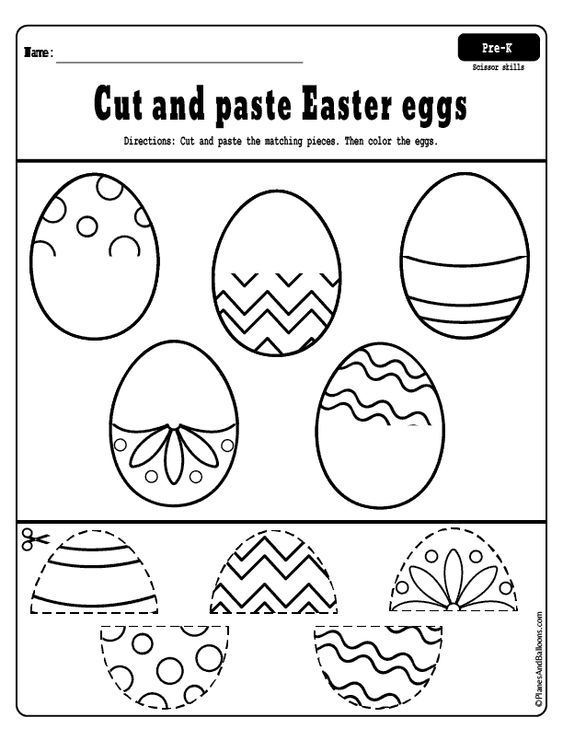 Name:
Pre-K
Scissor skills
Cut and paste Easter eggs
Directions: Cut and paste the matching pieces. Then color the eggs.
©PlanesAndBalloons.com